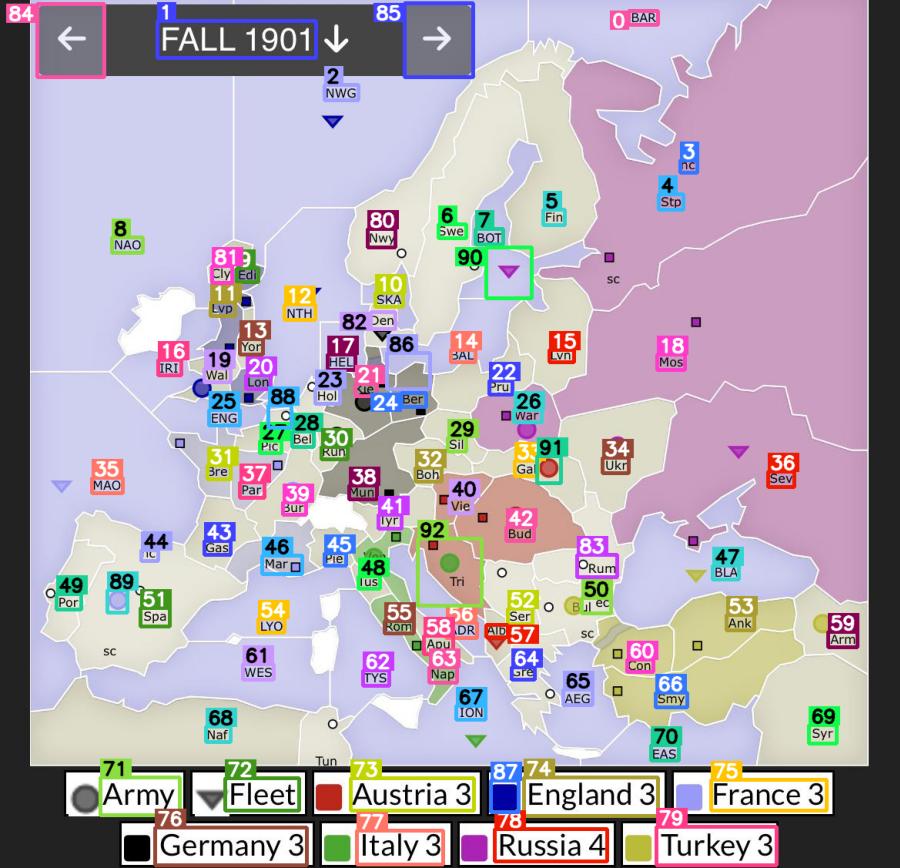 84 1 85 0 BAR
← FALL 1901 ↓ →
2
NWG
3
nc
4
Stp
5
Fin
6 7
Swe BOT
80
Nwy
8
NAO
90
81 9
Cly Edi
sc
10
SKA
11 12
Lvp NTH
82 Den
13
Yor
86
14
BAL
15
Lvn
16
IRI
17
HEL
18
Mos
19 20
Wal Lon
21
Kie
22
Pru
23
Hol
24 Ber
25 88
ENG
26
War
27 28
Pic Bel
29
Sil
30
Run
31
Bre
32
Boh
33 91
Gal
34
Ukr
35
MAO
36
Sev
37
Par
38
Mun
39
Bur
40
Vie
41
Tyr
42
Bud
92
43
Gas
44
45
Pie
46
Mar
83
Rum
47
BLA
48
Tus
Tri
49 89
Por
50
Bul ec
51
Spa
52
Ser
53
Ank
54
LYO
55
Rom
56
ADR
57
Alb
sc
58
Apu
59
Arm
60
Con
sc
61
WES
62
TYS
63
Nap
64
Gre
65
AEG
66
Smy
67
ION
68
Naf
69
Syr
70
EAS
Tun
71 72 73 87 74 75
Army Fleet Austria 3 England 3 France 3
76 77 78 79
Germany 3 Italy 3 Russia 4 Turkey 3